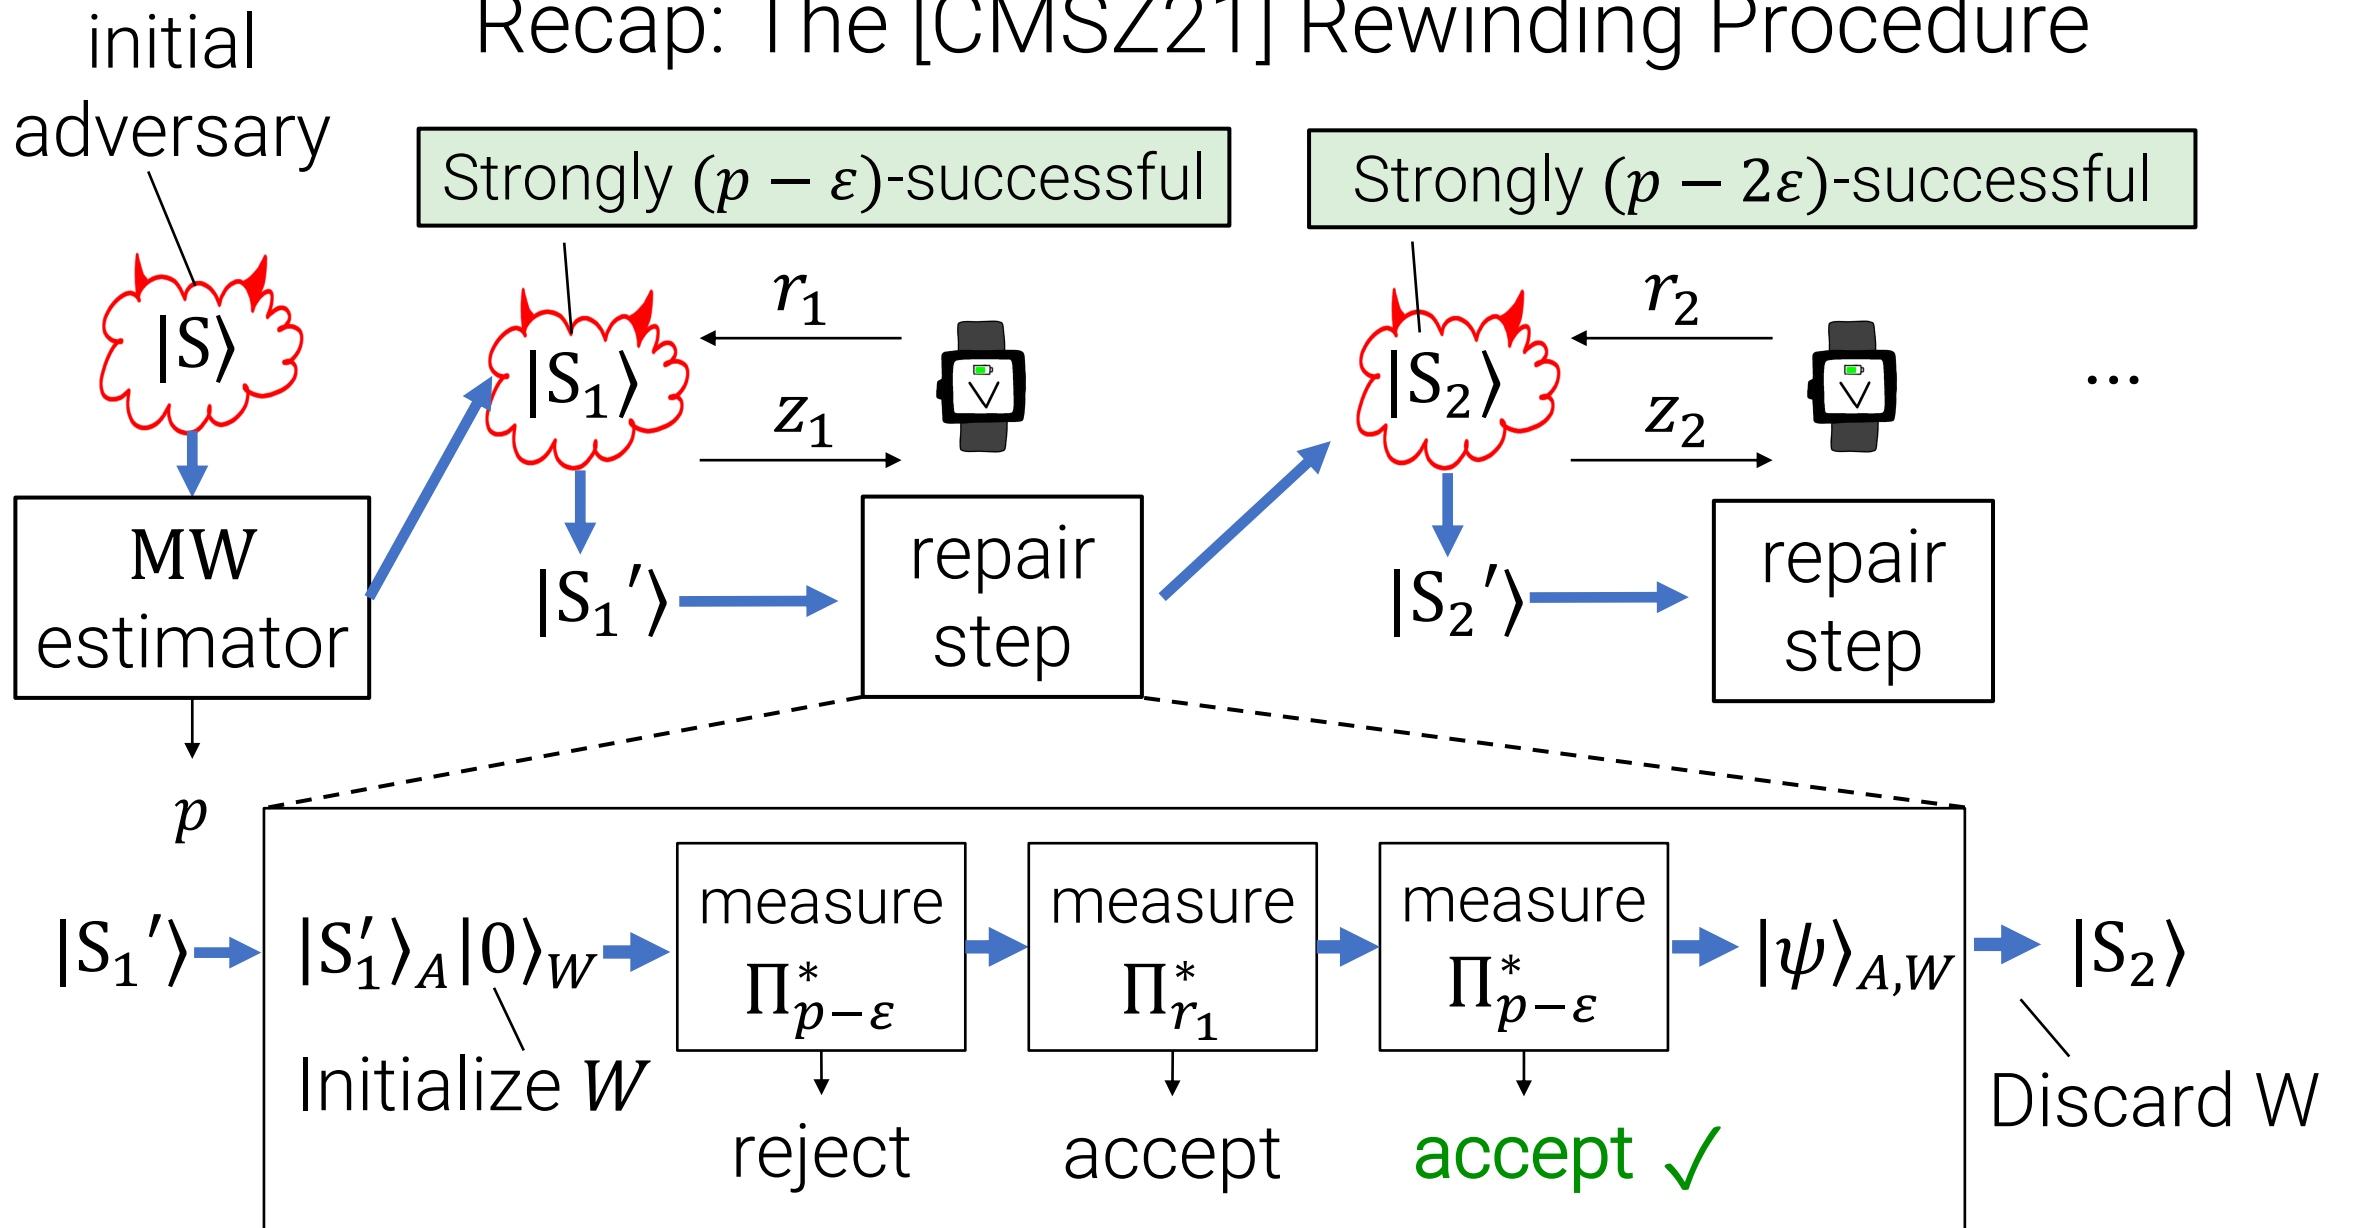 Recap: The [CMSZ21] Rewinding Procedure
initial
adversary
Strongly (p − ε)-successful
Strongly (p − 2ε)-successful
|S⟩
|S₁⟩
r₁
z₁
V
|S₂⟩
r₂
z₂
V
...
MW
estimator
p
|S₁′⟩
repair
step
|S₂′⟩
repair
step
|S₁′⟩
|S₁′⟩_A|0⟩_W
Initialize W
measure
Π*_{p−ε}
reject
measure
Π*_{r₁}
accept
measure
Π*_{p−ε}
accept ✓
|ψ⟩_{A,W}
|S₂⟩
Discard W